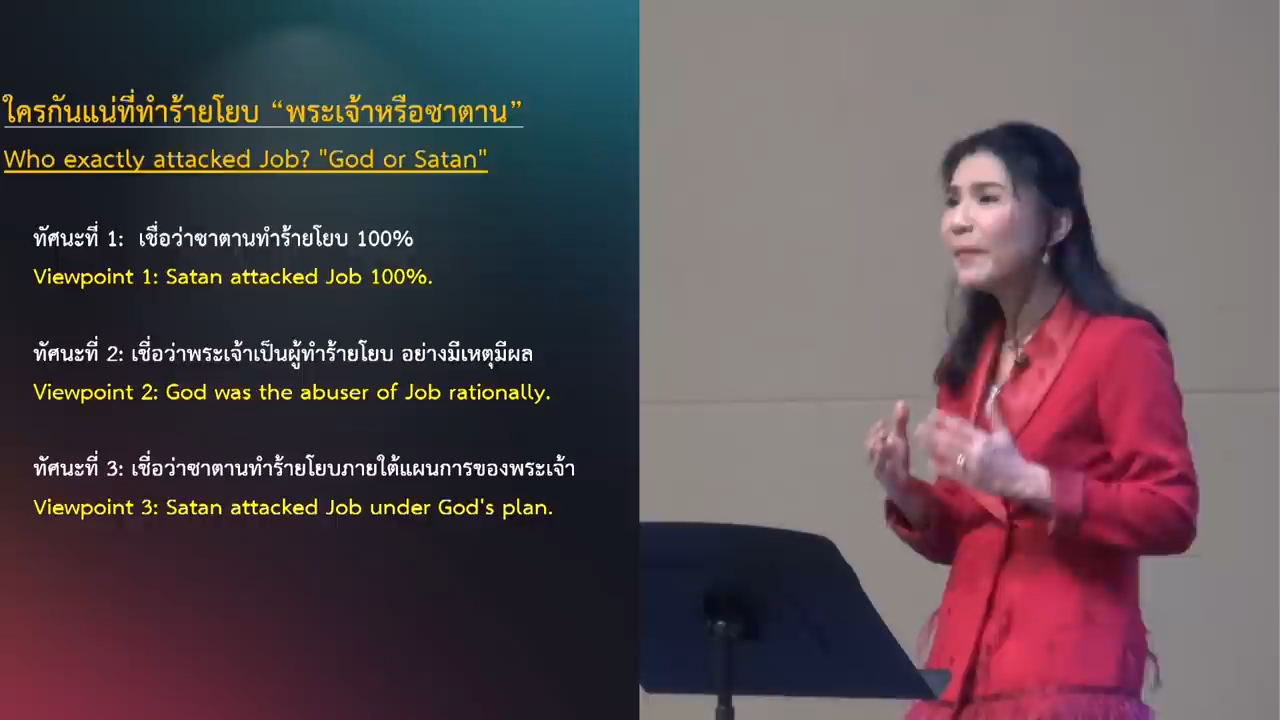 ใครกันแน่ที่ทำร้ายโยบ “พระเจ้าหรือซาตาน”
Who exactly attacked Job? "God or Satan"
ทัศนะที่ 1: เชื่อว่าซาตานทำร้ายโยบ 100%
Viewpoint 1: Satan attacked Job 100%.
ทัศนะที่ 2: เชื่อว่าพระเจ้าเป็นผู้ทำร้ายโยบ อย่างมีเหตุมีผล
Viewpoint 2: God was the abuser of Job rationally.
ทัศนะที่ 3: เชื่อว่าซาตานทำร้ายโยบภายใต้แผนการของพระเจ้า
Viewpoint 3: Satan attacked Job under God's plan.